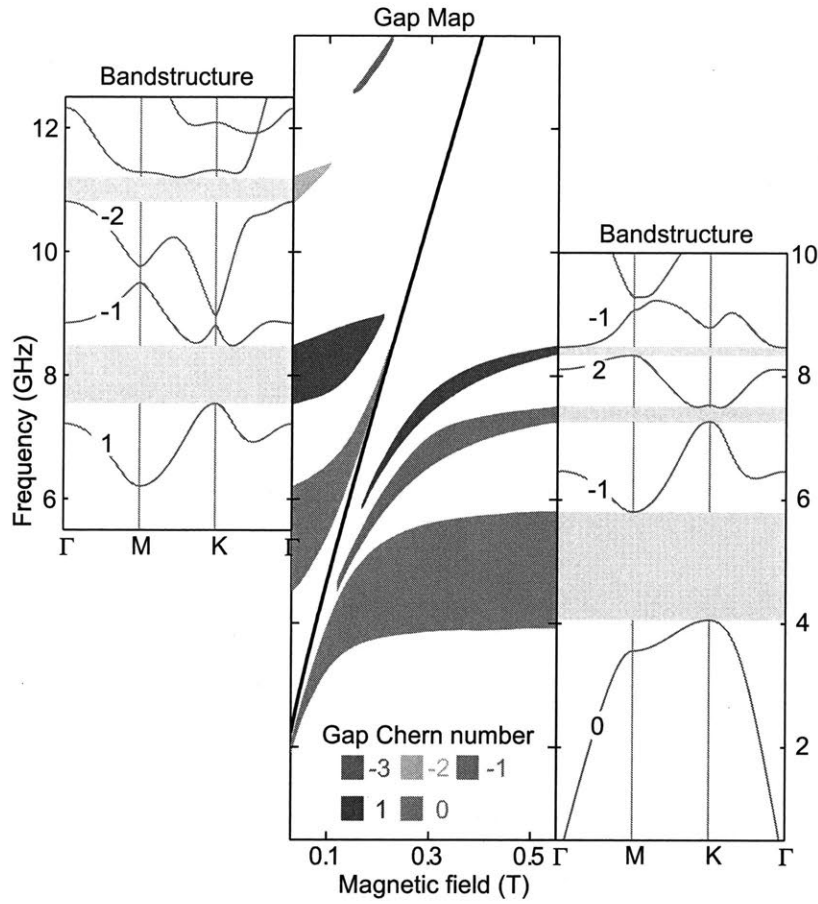 Gap Map
Bandstructure
12
10
8
6
Frequency (GHz)
-2
-1
1
Γ M K Γ
Bandstructure
10
8
6
4
2
-1
2
-1
0
Γ M K Γ
Gap Chern number
-3 -2 -1
1 0
0.1 0.3 0.5
Magnetic field (T)